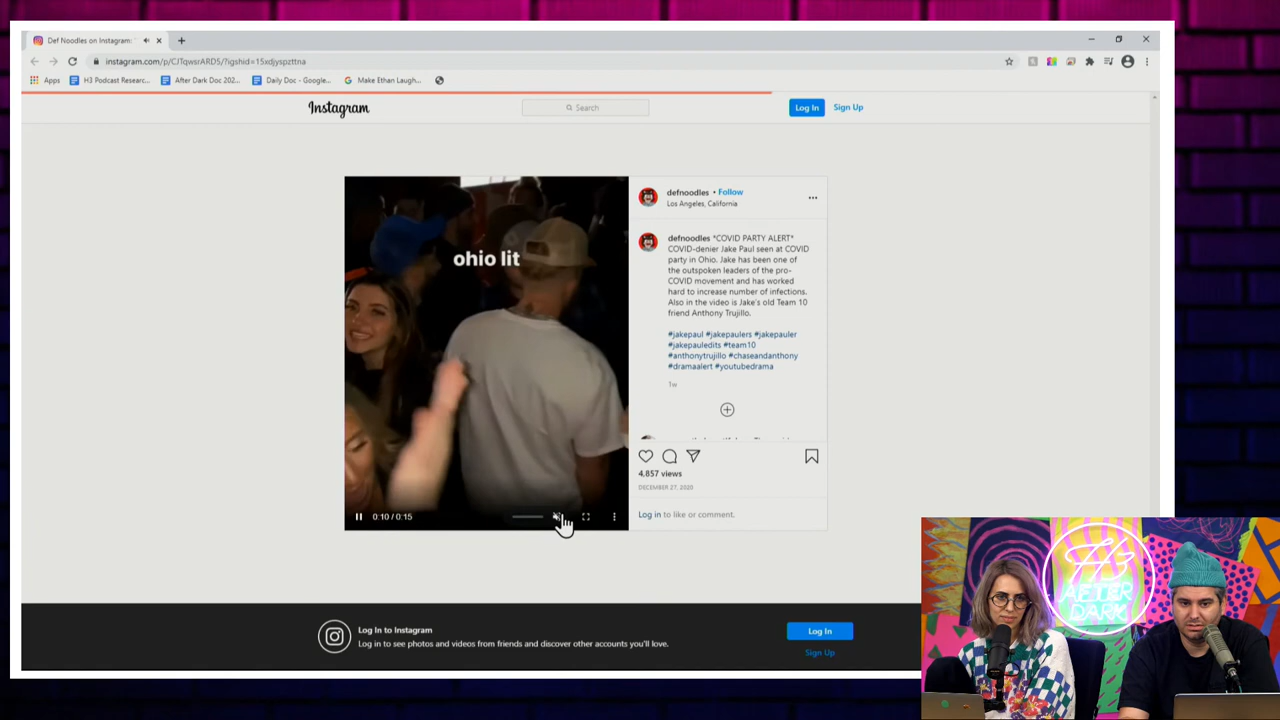 Def Noodles on Instagram: "
instagram.com/p/CJTqwsrARD5/?igshid=15xdjyspzttna
Apps
H3 Podcast Researc...
After Dark Doc 202...
Daily Doc - Google...
Make Ethan Laugh...
Instagram
Search
Log In
Sign Up
ohio lit
0:10 / 0:15
defnoodles • Follow
Los Angeles, California
defnoodles *COVID PARTY ALERT*
COVID-denier Jake Paul seen at COVID
party in Ohio. Jake has been one of
the outspoken leaders of the pro-
COVID movement and has worked
hard to increase number of infections.
Also in the video is Jake's old Team 10
friend Anthony Trujillo.
#jakepaul #jakepaulers #jakepauler
#jakepauledits #team10
#anthonytrujillo #chaseandanthony
#dramaalert #youtubedrama
1w
4,857 views
DECEMBER 27, 2020
Log in to like or comment.
Log In to Instagram
Log in to see photos and videos from friends and discover other accounts you'll love.
Log In
Sign Up
H3
AFTER
DARK